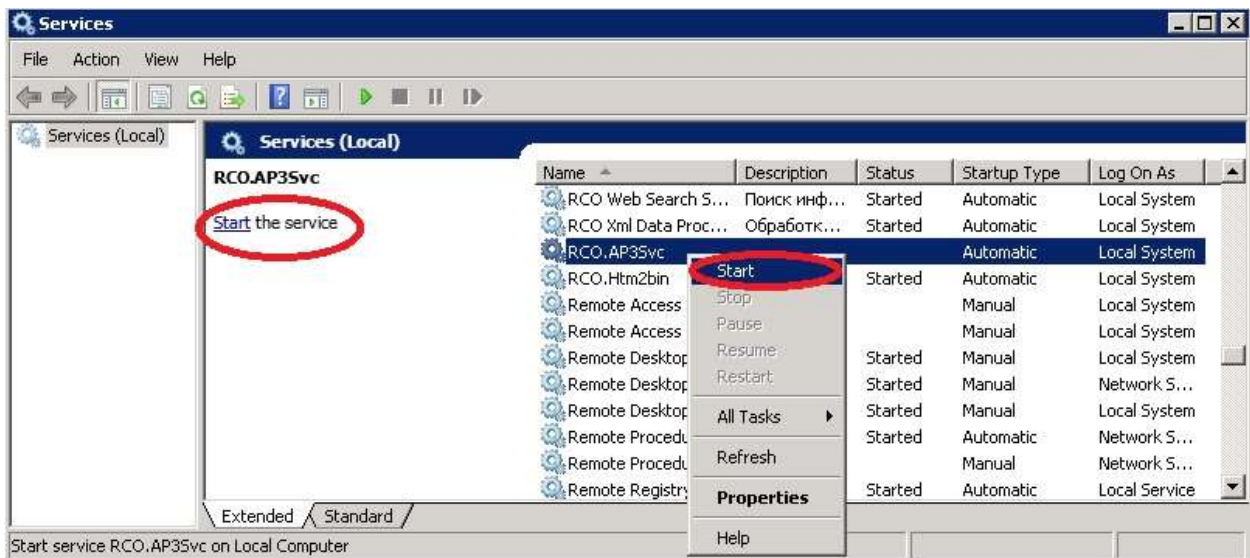 Services
File Action View Help
Services (Local)
Services (Local)
RCO.AP3Svc
Start the service
Name Description Status Startup Type Log On As
RCO Web Search S... Поиск инф... Started Automatic Local System
RCO Xml Data Proc... Обработк... Started Automatic Local System
RCO.AP3Svc Automatic Local System
RCO.Htm2bin Started Automatic Local System
Remote Access Manual Local System
Remote Access Manual Local System
Remote Desktop Started Manual Local System
Remote Desktop Started Manual Network S...
Remote Desktop Started Manual Local System
Remote Procedu Started Automatic Network S...
Remote Procedu Manual Network S...
Remote Registry Started Automatic Local Service
Start
Stop
Pause
Resume
Restart
All Tasks
Refresh
Properties
Help
Extended Standard
Start service RCO.AP3Svc on Local Computer